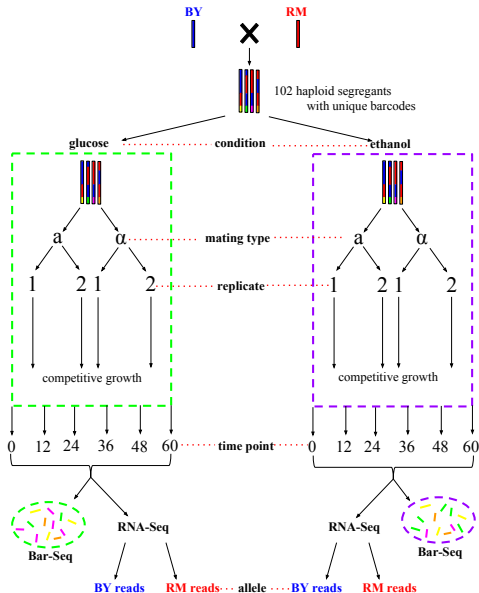 BY RM
102 haploid segregants
with unique barcodes
glucose condition ethanol
a α mating type a α
1 2 1 2 replicate 1 2 1 2
competitive growth competitive growth
0 12 24 36 48 60 time point 0 12 24 36 48 60
RNA-Seq RNA-Seq
Bar-Seq Bar-Seq
BY reads RM reads allele BY reads RM reads